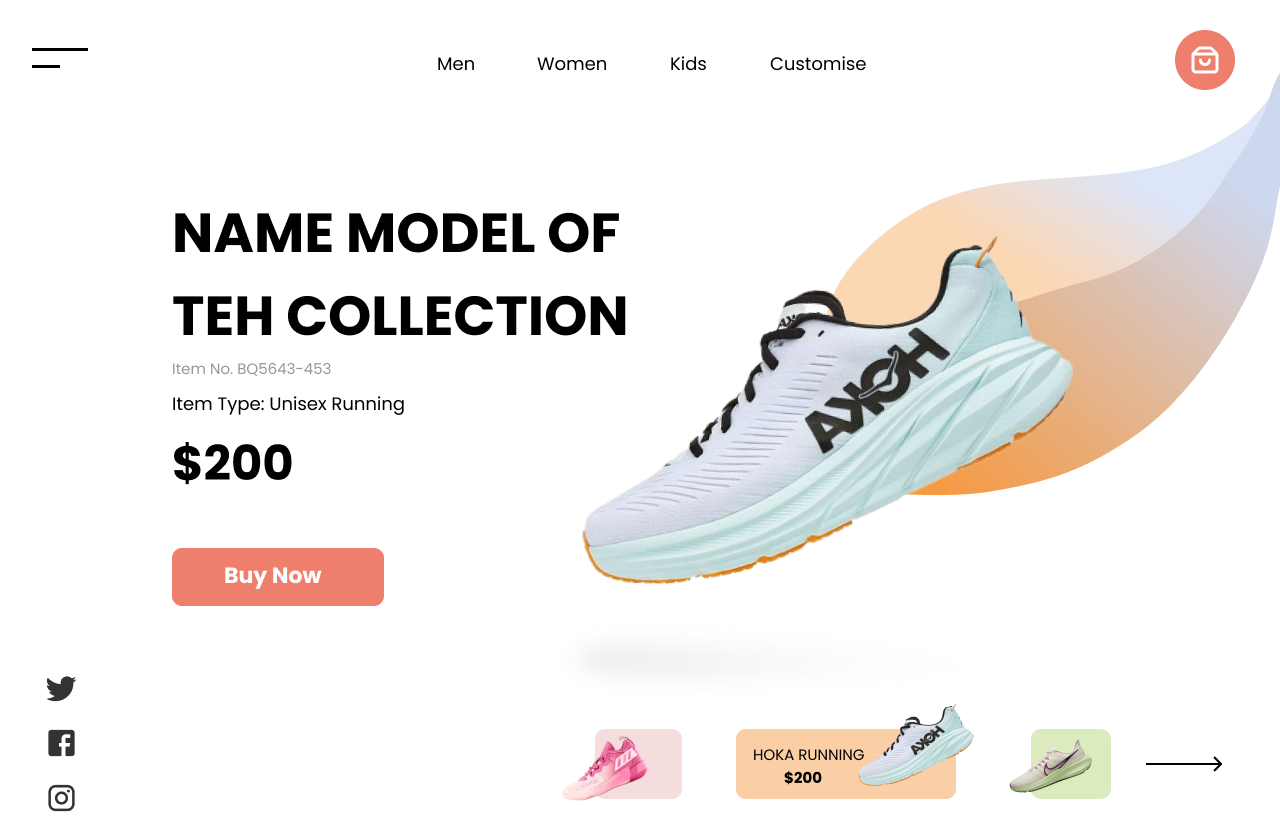 Men
Women
Kids
Customise
NAME MODEL OF
TEH COLLECTION
Item No. BQ5643-453
Item Type: Unisex Running
$200
Buy Now
HOKA
HOKA RUNNING
$200
HOKA